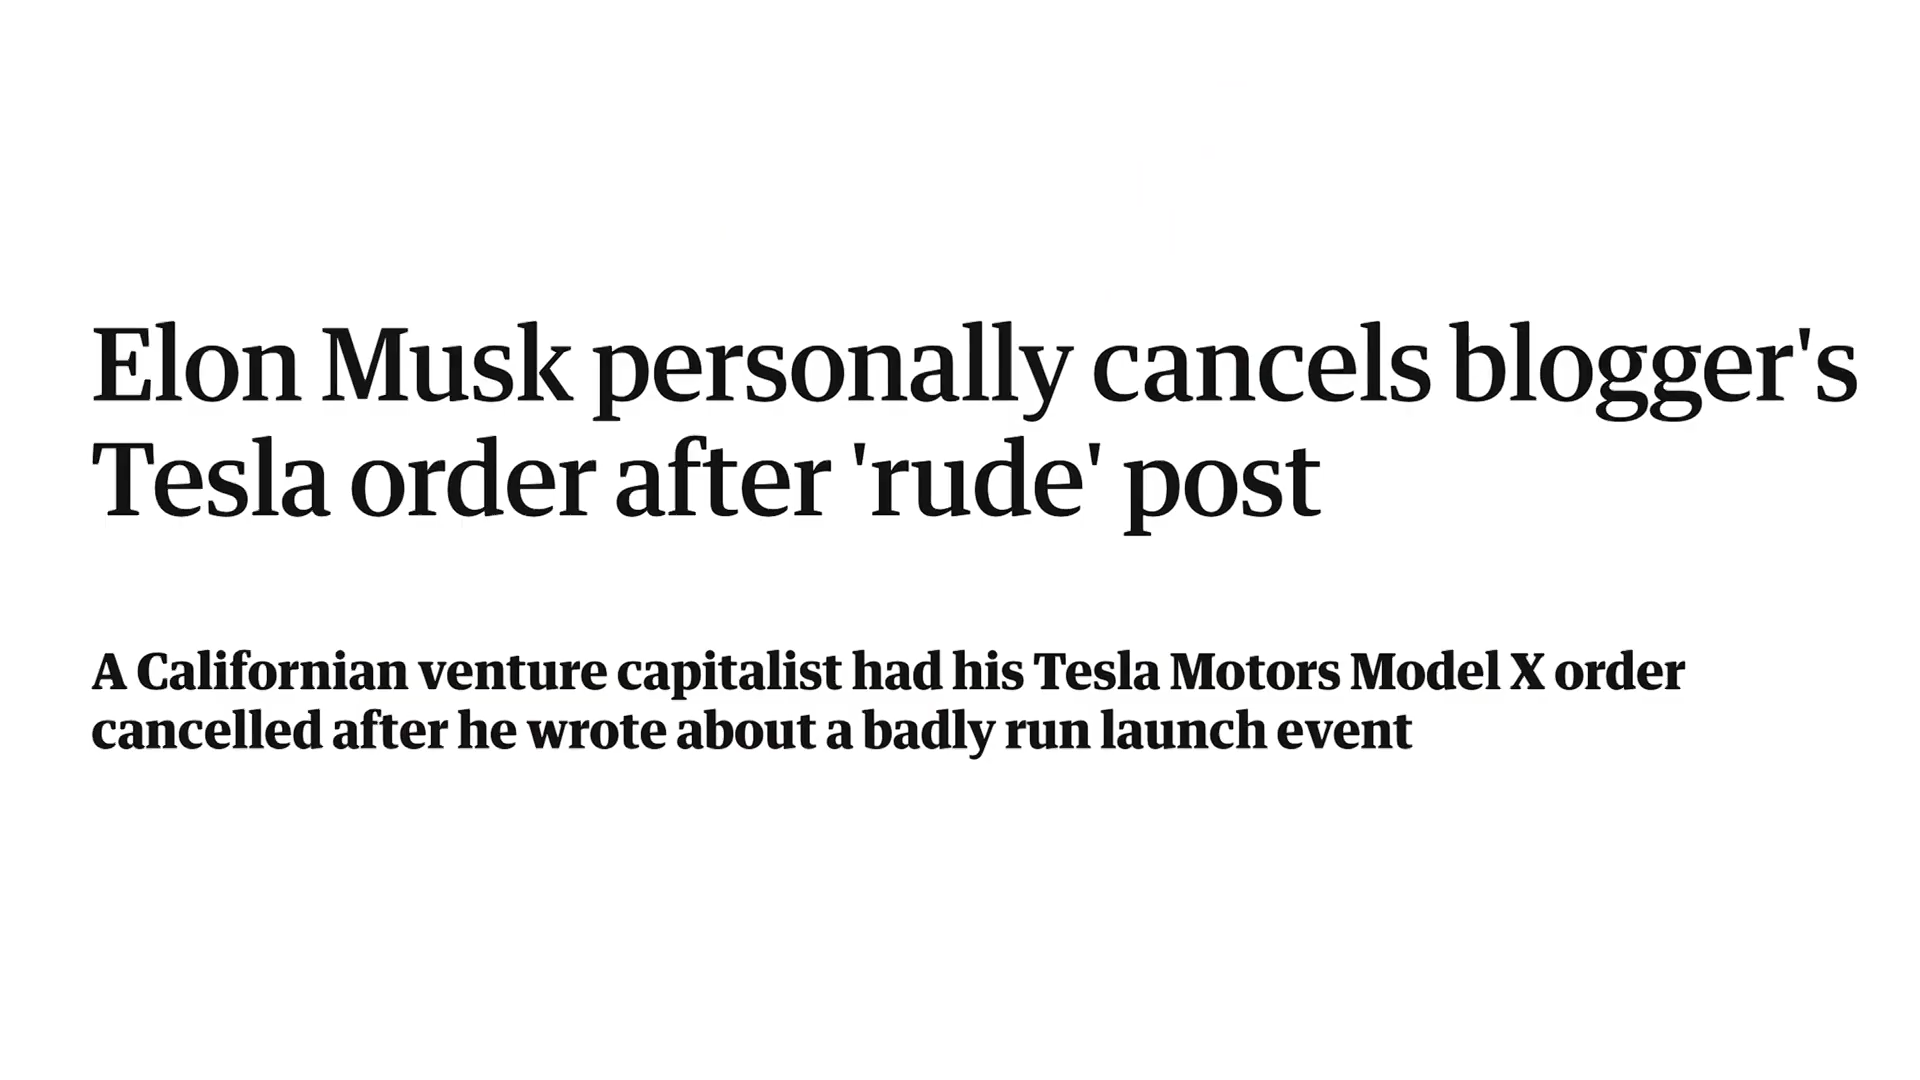 Elon Musk personally cancels blogger's
Tesla order after 'rude' post
A Californian venture capitalist had his Tesla Motors Model X order
cancelled after he wrote about a badly run launch event